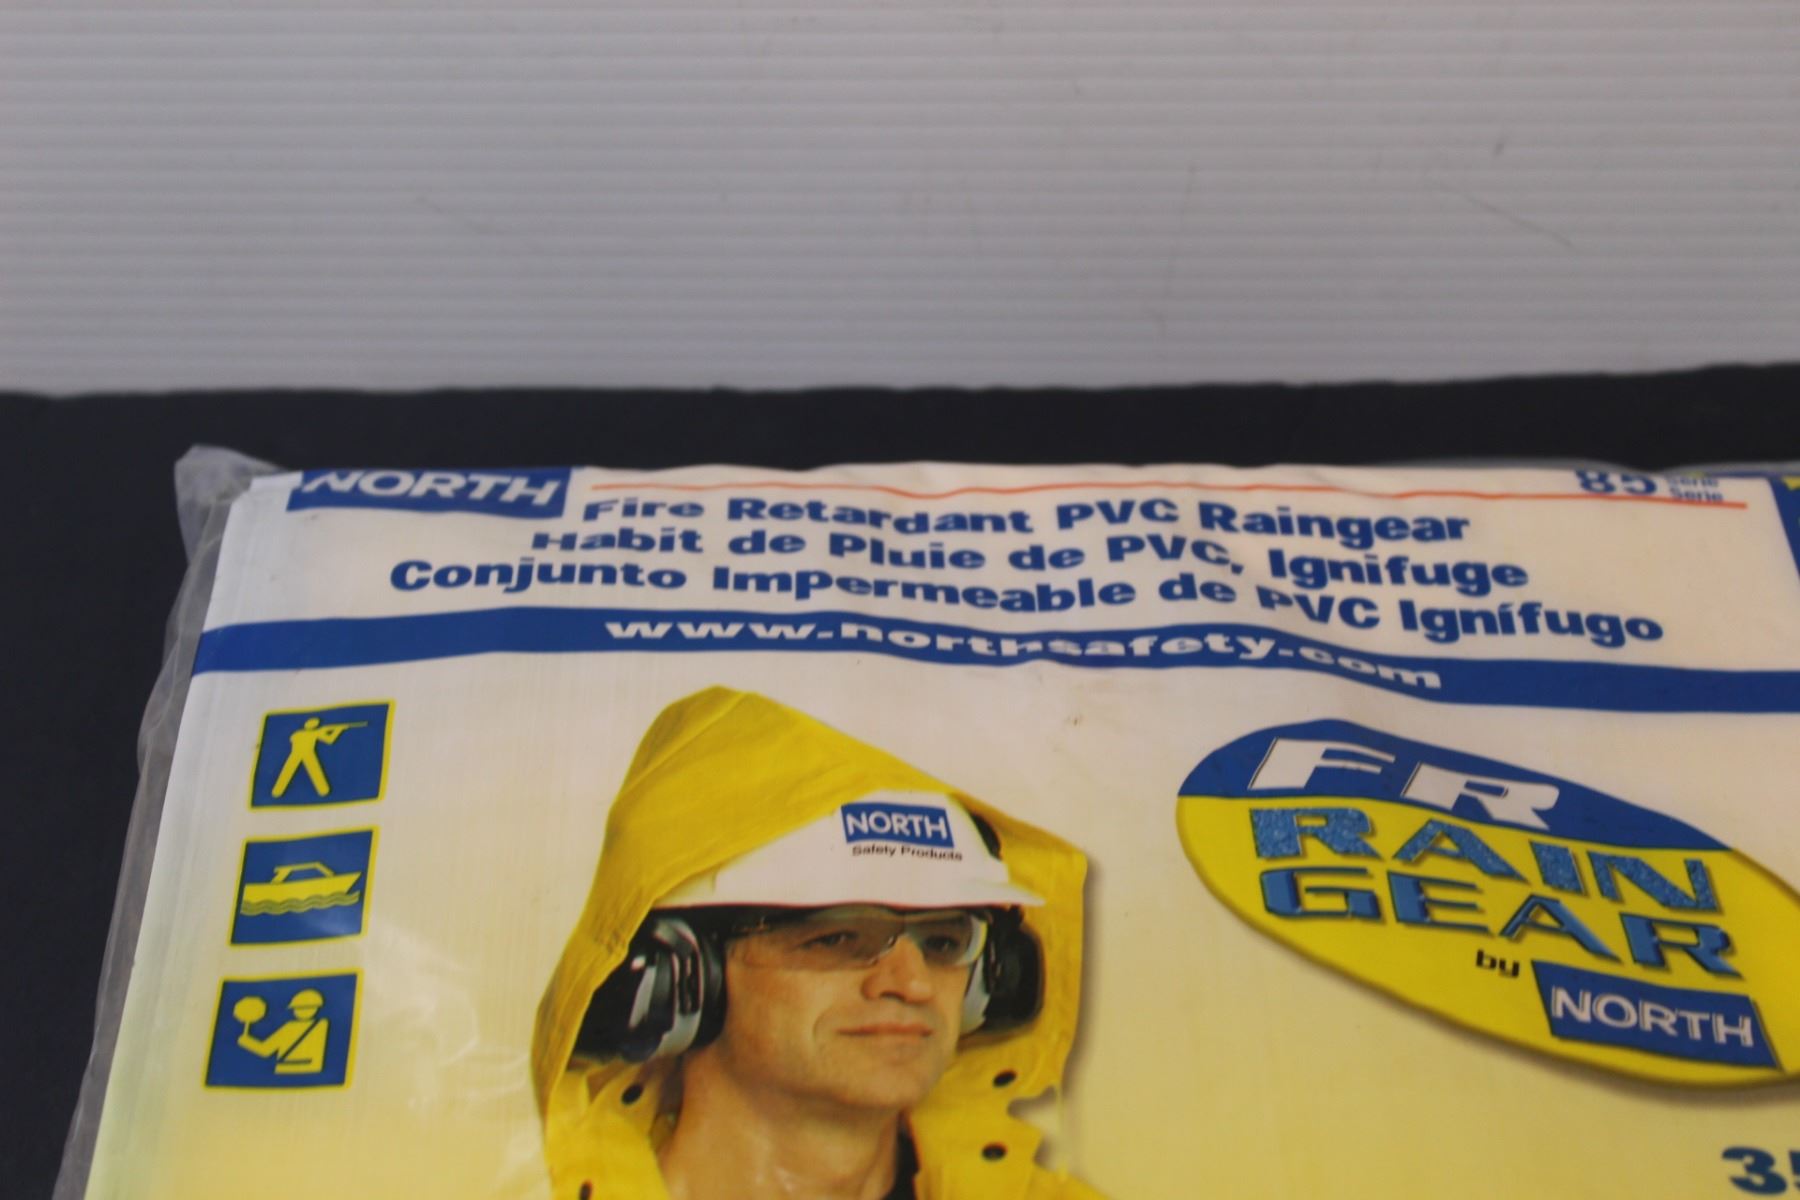 NORTH
85 Série
Serie
Fire Retardant PVC Raingear
Habit de Pluie de PVC, Ignifuge
Conjunto Impermeable de PVC Ignífugo
www.northsafety.com
NORTH
Safety Products
FR
RAIN
GEAR
by
NORTH